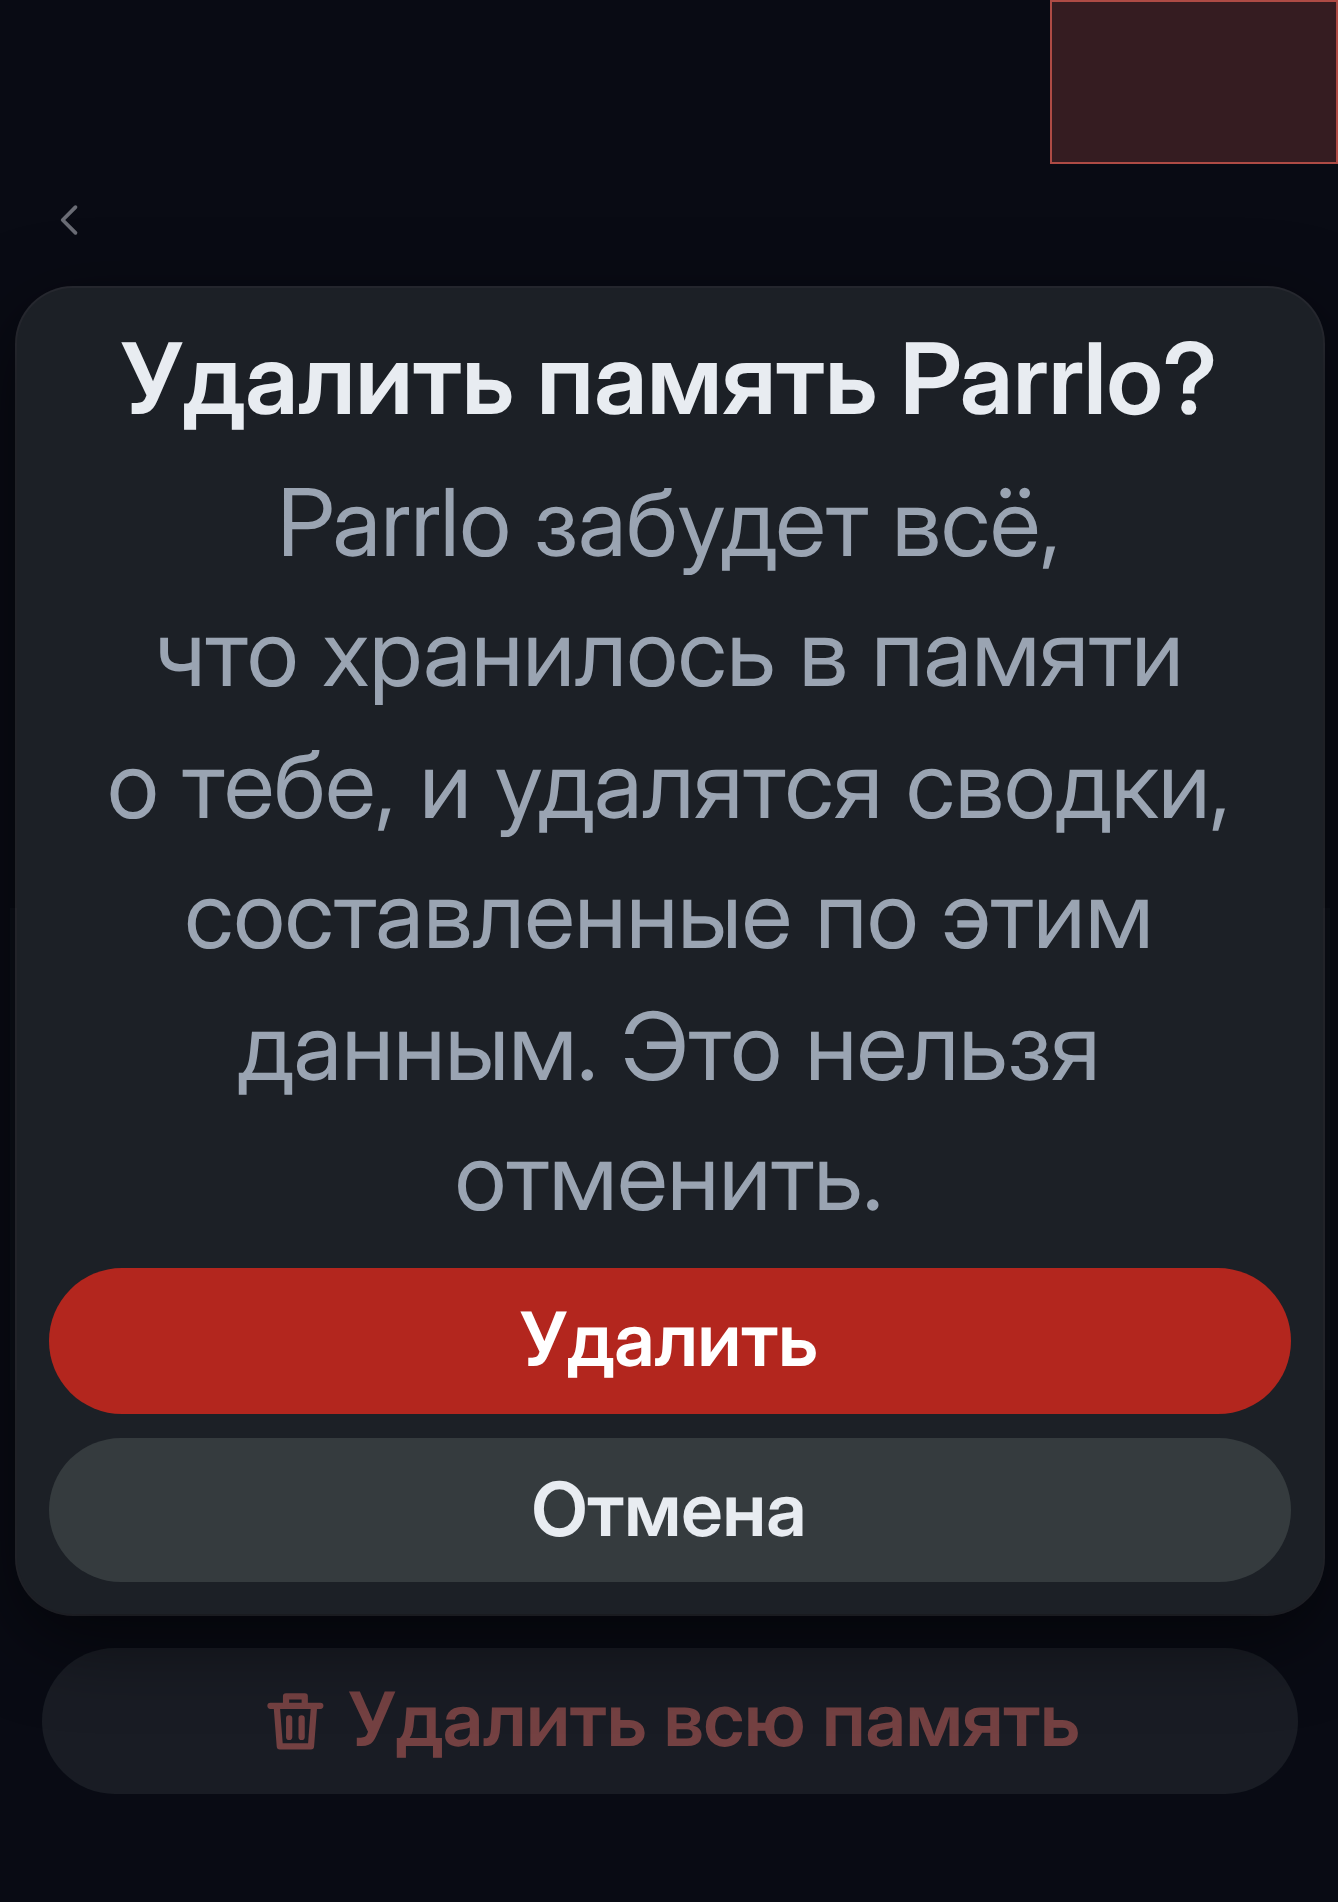 Удалить память Parrlo?
Parrlo забудет всё,
что хранилось в памяти
о тебе, и удалятся сводки,
составленные по этим
данным. Это нельзя
отменить.
Удалить
Отмена
Удалить всю память